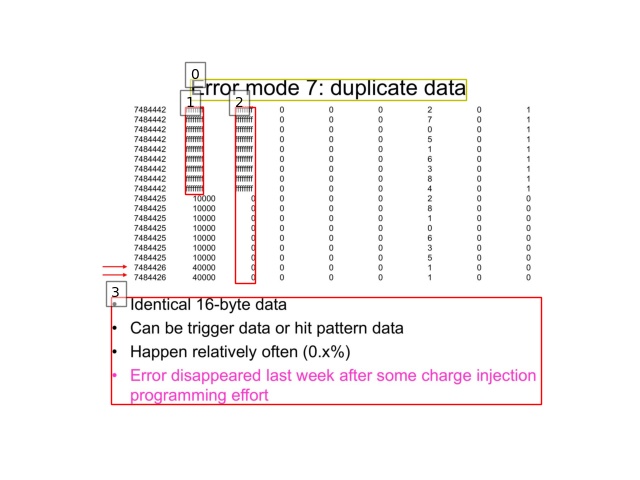 0
Error mode 7: duplicate data
1 2
7484442 ffffffff ffffffff 0 0 0 2 0 1
7484442 ffffffff ffffffff 0 0 0 7 0 1
7484442 ffffffff ffffffff 0 0 0 0 0 1
7484442 ffffffff ffffffff 0 0 0 5 0 1
7484442 ffffffff ffffffff 0 0 0 1 0 1
7484442 ffffffff ffffffff 0 0 0 6 0 1
7484442 ffffffff ffffffff 0 0 0 3 0 1
7484442 ffffffff ffffffff 0 0 0 8 0 1
7484442 ffffffff ffffffff 0 0 0 4 0 1
7484425 10000 0 0 0 0 2 0 0
7484425 10000 0 0 0 0 8 0 0
7484425 10000 0 0 0 0 1 0 0
7484425 10000 0 0 0 0 0 0 0
7484425 10000 0 0 0 0 6 0 0
7484425 10000 0 0 0 0 3 0 0
7484425 10000 0 0 0 0 5 0 0
7484426 40000 0 0 0 0 1 0 0
7484426 40000 0 0 0 0 1 0 0
3
• Identical 16-byte data
• Can be trigger data or hit pattern data
• Happen relatively often (0.x%)
• Error disappeared last week after some charge injection
programming effort